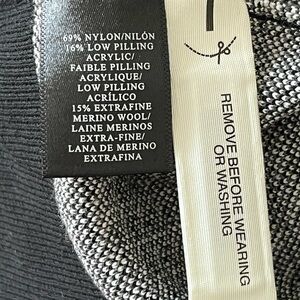 69% NYLON/NILÓN
16% LOW PILLING
ACRYLIC/
FAIBLE PILLING
ACRYLIQUE/
LOW PILLING
ACRÍLICO
15% EXTRAFINE
MERINO WOOL/
LAINE MERINOS
EXTRA-FINE/
LANA DE MERINO
EXTRAFINA
REMOVE BEFORE WEARING
OR WASHING